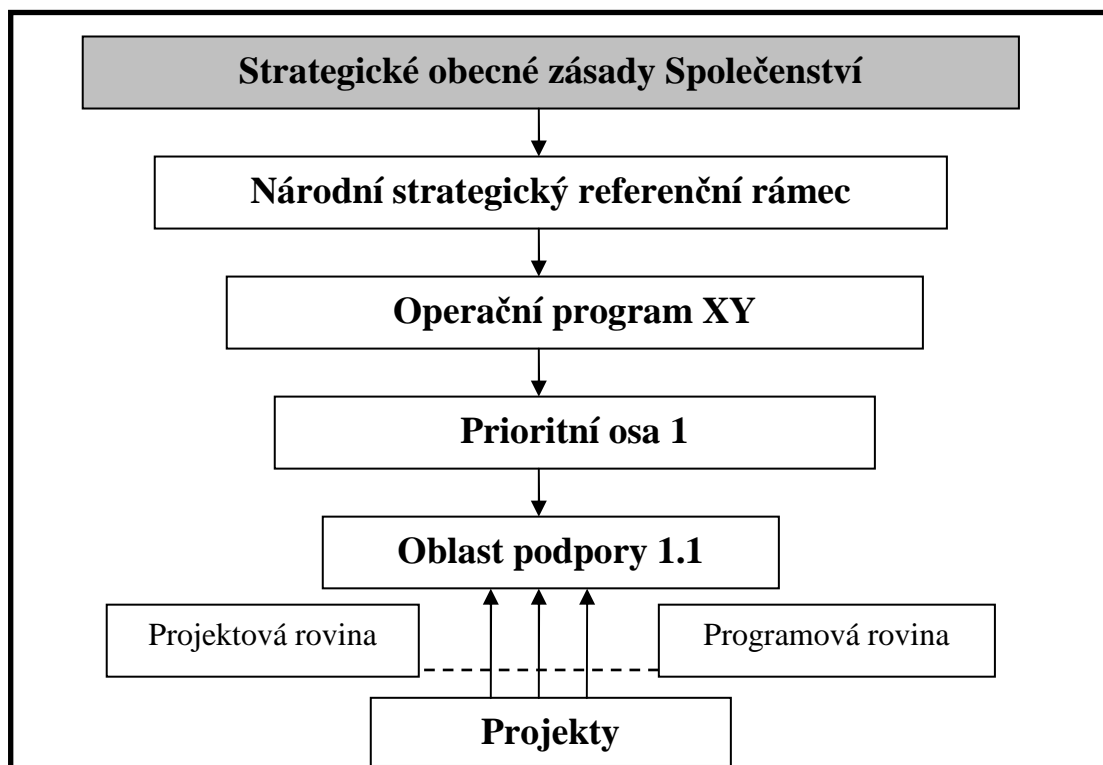 Strategické obecné zásady Společenství
Národní strategický referenční rámec
Operační program XY
Prioritní osa 1
Oblast podpory 1.1
Projektová rovina
Programová rovina
Projekty